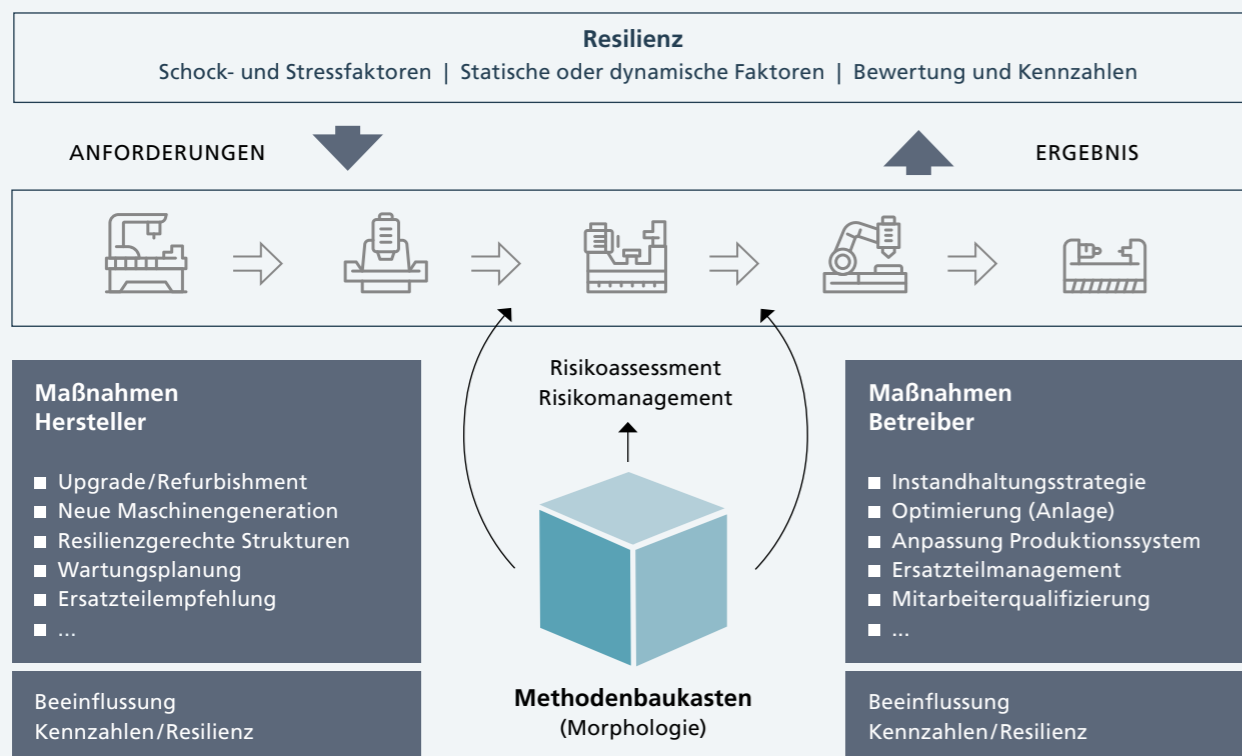 Resilienz
Schock- und Stressfaktoren | Statische oder dynamische Faktoren | Bewertung und Kennzahlen
ANFORDERUNGEN
ERGEBNIS
Risikoassessment
Risikomanagement
Maßnahmen
Hersteller
■ Upgrade/Refurbishment
■ Neue Maschinengeneration
■ Resilienzgerechte Strukturen
■ Wartungsplanung
■ Ersatzteilempfehlung
■ ...
Beeinflussung
Kennzahlen/Resilienz
Methodenbaukasten
(Morphologie)
Maßnahmen
Betreiber
■ Instandhaltungsstrategie
■ Optimierung (Anlage)
■ Anpassung Produktionssystem
■ Ersatzteilmanagement
■ Mitarbeiterqualifizierung
■ ...
Beeinflussung
Kennzahlen/Resilienz